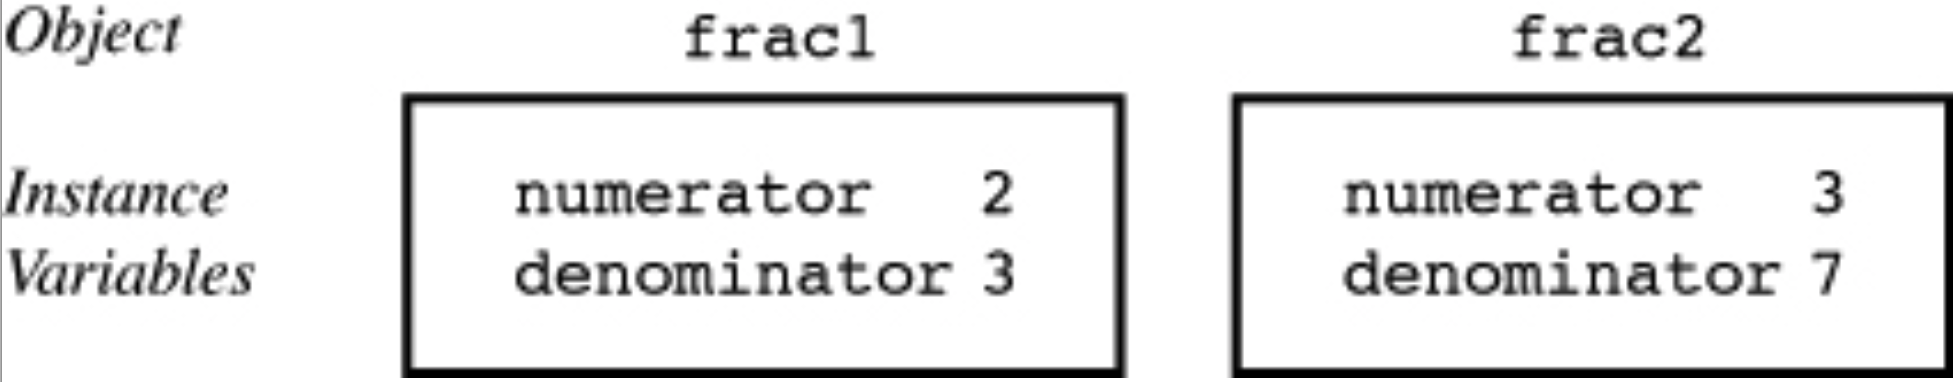 Object frac1 frac2
Instance numerator 2 numerator 3
Variables denominator 3 denominator 7